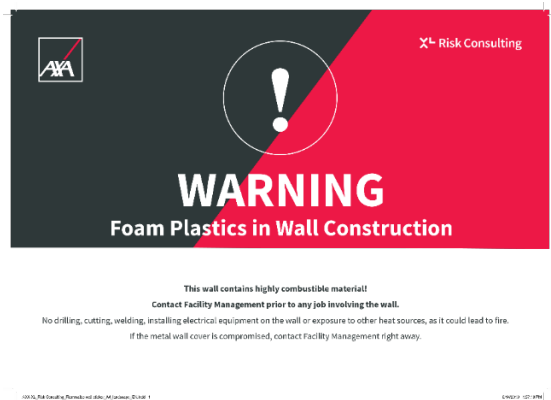 AXA
XL Risk Consulting
!
WARNING
Foam Plastics in Wall Construction
This wall contains highly combustible material!
Contact Facility Management prior to any job involving the wall.
No drilling, cutting, welding, installing electrical equipment on the wall or exposure to other heat sources, as it could lead to fire.
If the metal wall cover is compromised, contact Facility Management right away.